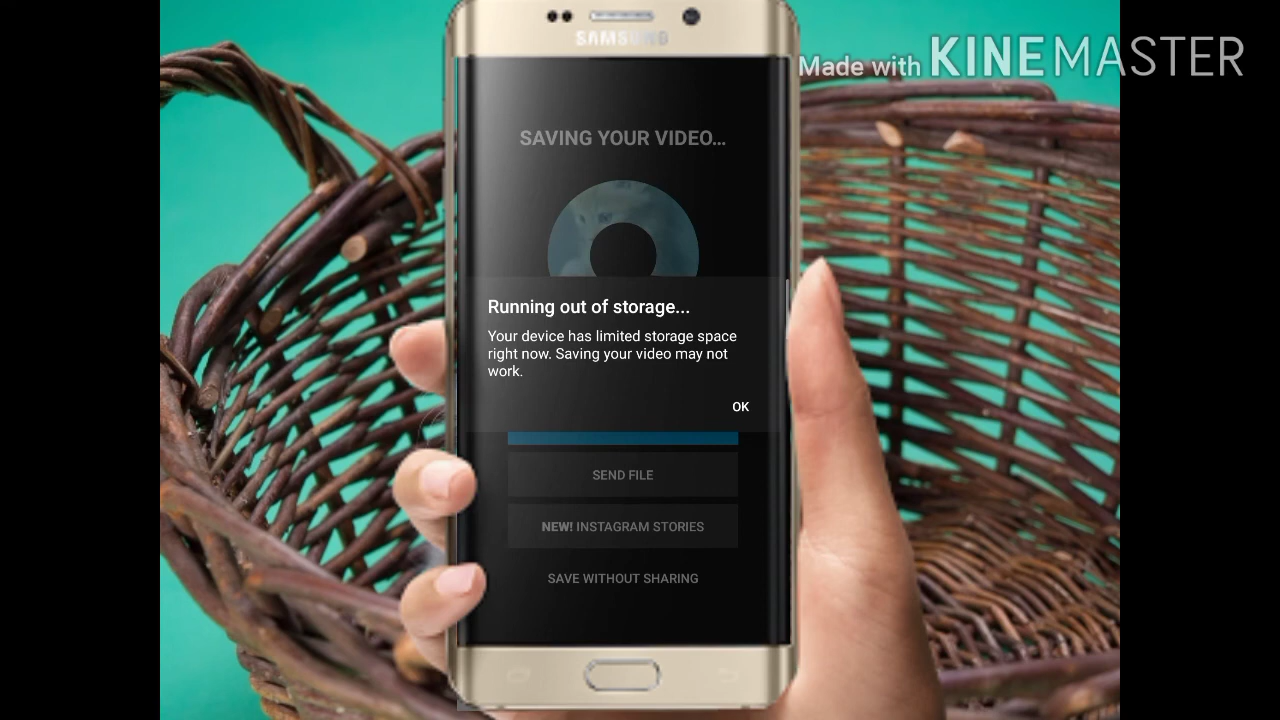 SAMSUNG
Made with KINEMASTER
SAVING YOUR VIDEO...
Running out of storage...
Your device has limited storage space
right now. Saving your video may not
work.
OK
SEND FILE
NEW! INSTAGRAM STORIES
SAVE WITHOUT SHARING